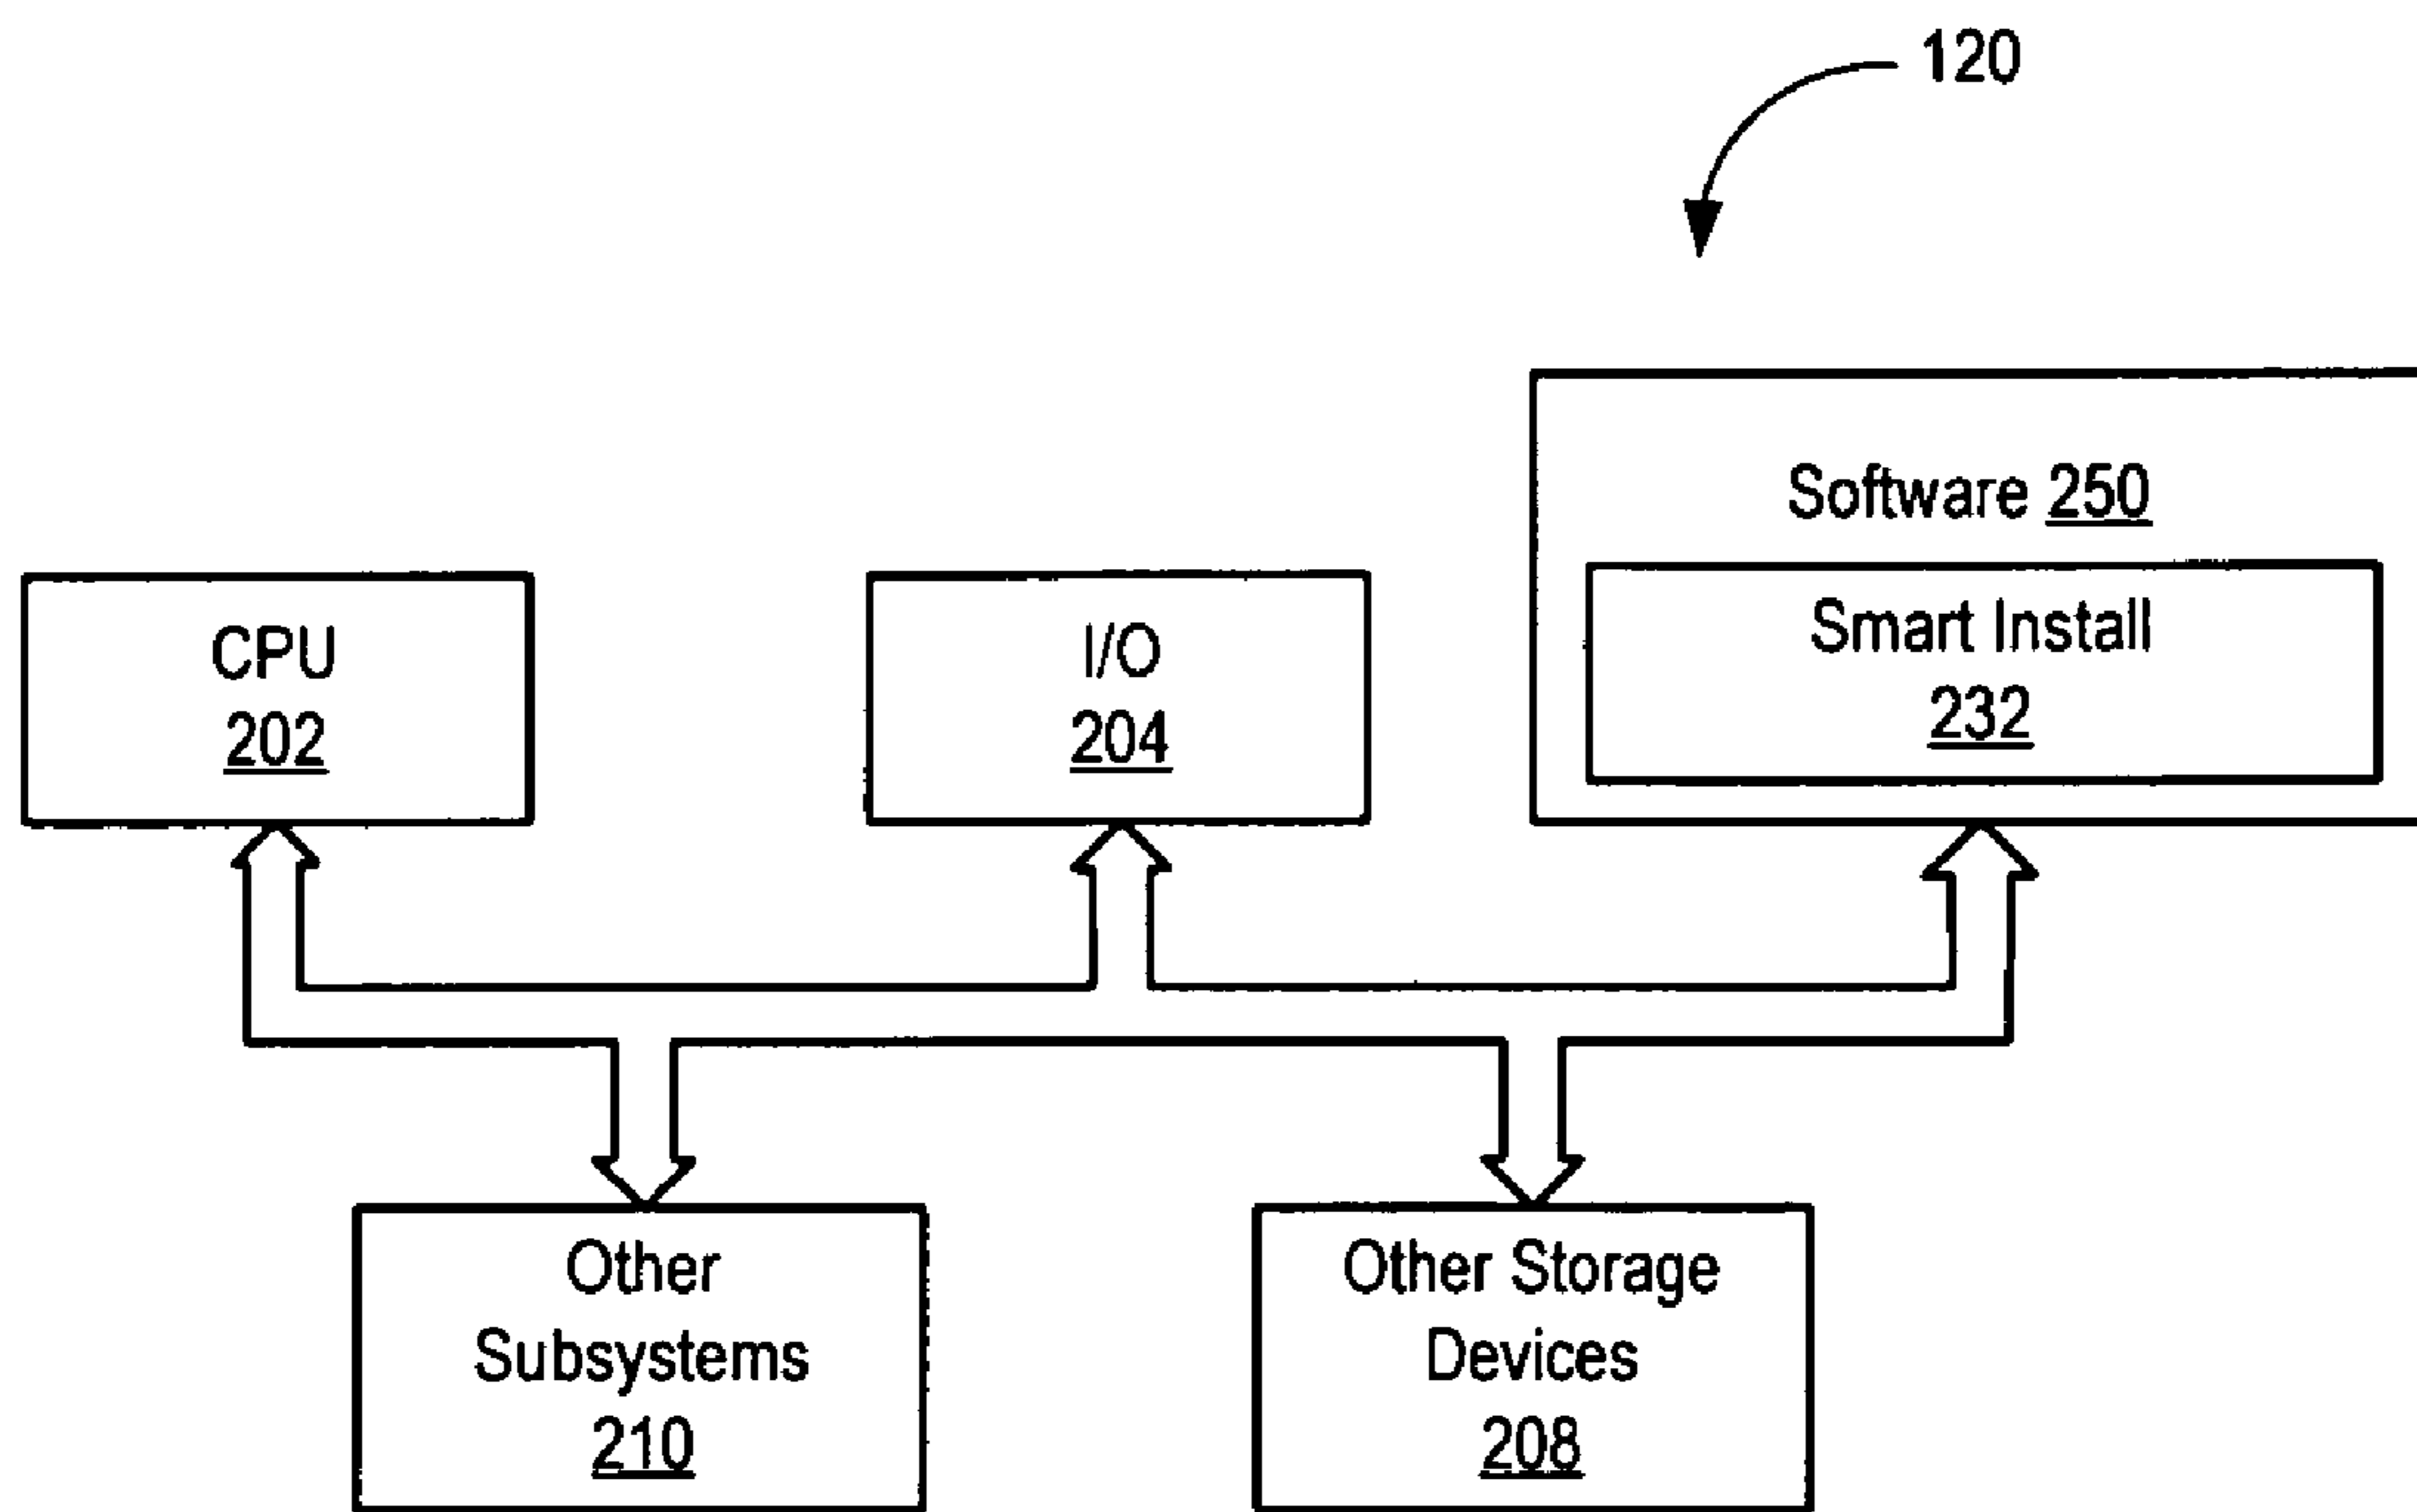 120
Software 250
Smart Install
232
CPU
202
I/O
204
Other
Subsystems
210
Other Storage
Devices
208